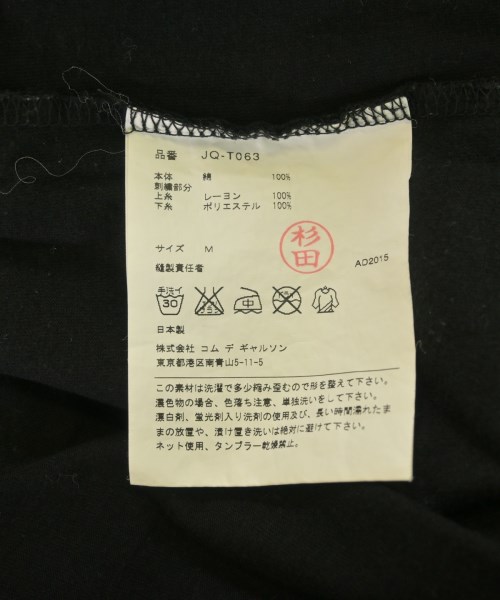 品番 JQ-T063
本体 綿 100%
刺繍部分
上糸 レーヨン 100%
下糸 ポリエステル 100%
サイズ M
杉田
縫製責任者
AD2015
手洗イ
30
中
日本製
株式会社 コム デ ギャルソン
東京都港区南青山5-11-5
この素材は洗濯で多少縮み歪むので形を整えて下さい。
濃色物の場合、色落ち注意、単独洗いをして下さい。
漂白剤、蛍光剤入り洗剤の使用及び、長い時間濡れたま
まの放置や、漬け置き洗いは絶対に避けて下さい。
ネット使用、タンブラー乾燥禁止。